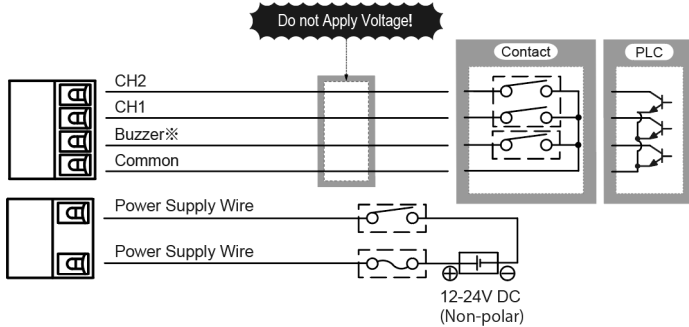 Do not Apply Voltage!
Contact
PLC
CH2
CH1
Buzzer※
Common
Power Supply Wire
Power Supply Wire
12-24V DC
(Non-polar)